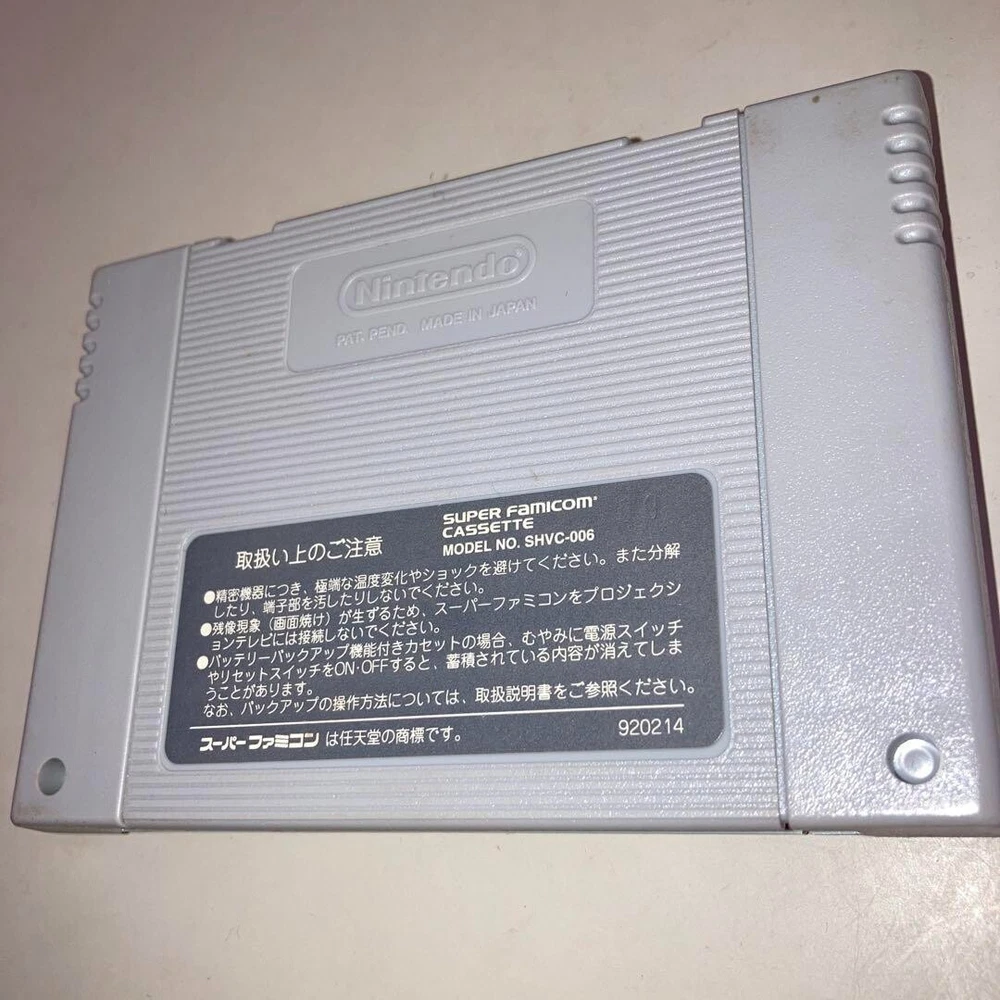 Nintendo®
PAT. PEND. MADE IN JAPAN
取扱い上のご注意
SUPER FAMICOM®
CASSETTE
MODEL NO. SHVC-006
●精密機器につき、極端な温度変化やショックを避けてください。また分解
したり、端子部を汚したりしないでください。
●残像現象（画面焼け）が生ずるため、スーパーファミコンをプロジェクシ
ョンテレビには接続しないでください。
●バッテリーバックアップ機能付きカセットの場合、むやみに電源スイッチ
やリセットスイッチをON・OFFすると、蓄積されている内容が消えてしま
うことがあります。
なお、バックアップの操作方法については、取扱説明書をご参照ください。
スーパーファミコンは任天堂の商標です。
920214